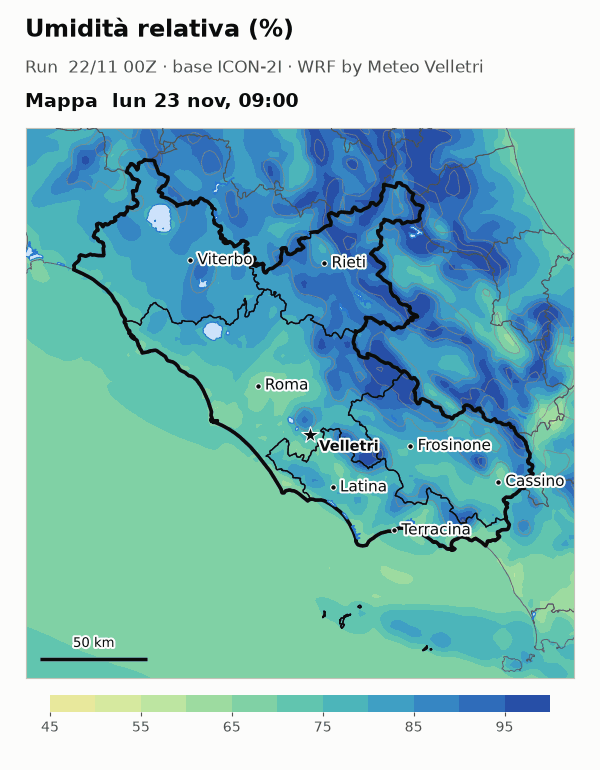 Umidità relativa (%)
Run  22/11 00Z · base ICON-2I · WRF by Meteo Velletri
Mappa  lun 23 nov, 09:00
Viterbo
Rieti
Roma
Velletri
Frosinone
Cassino
Latina
Terracina
50 km
45 55 65 75 85 95